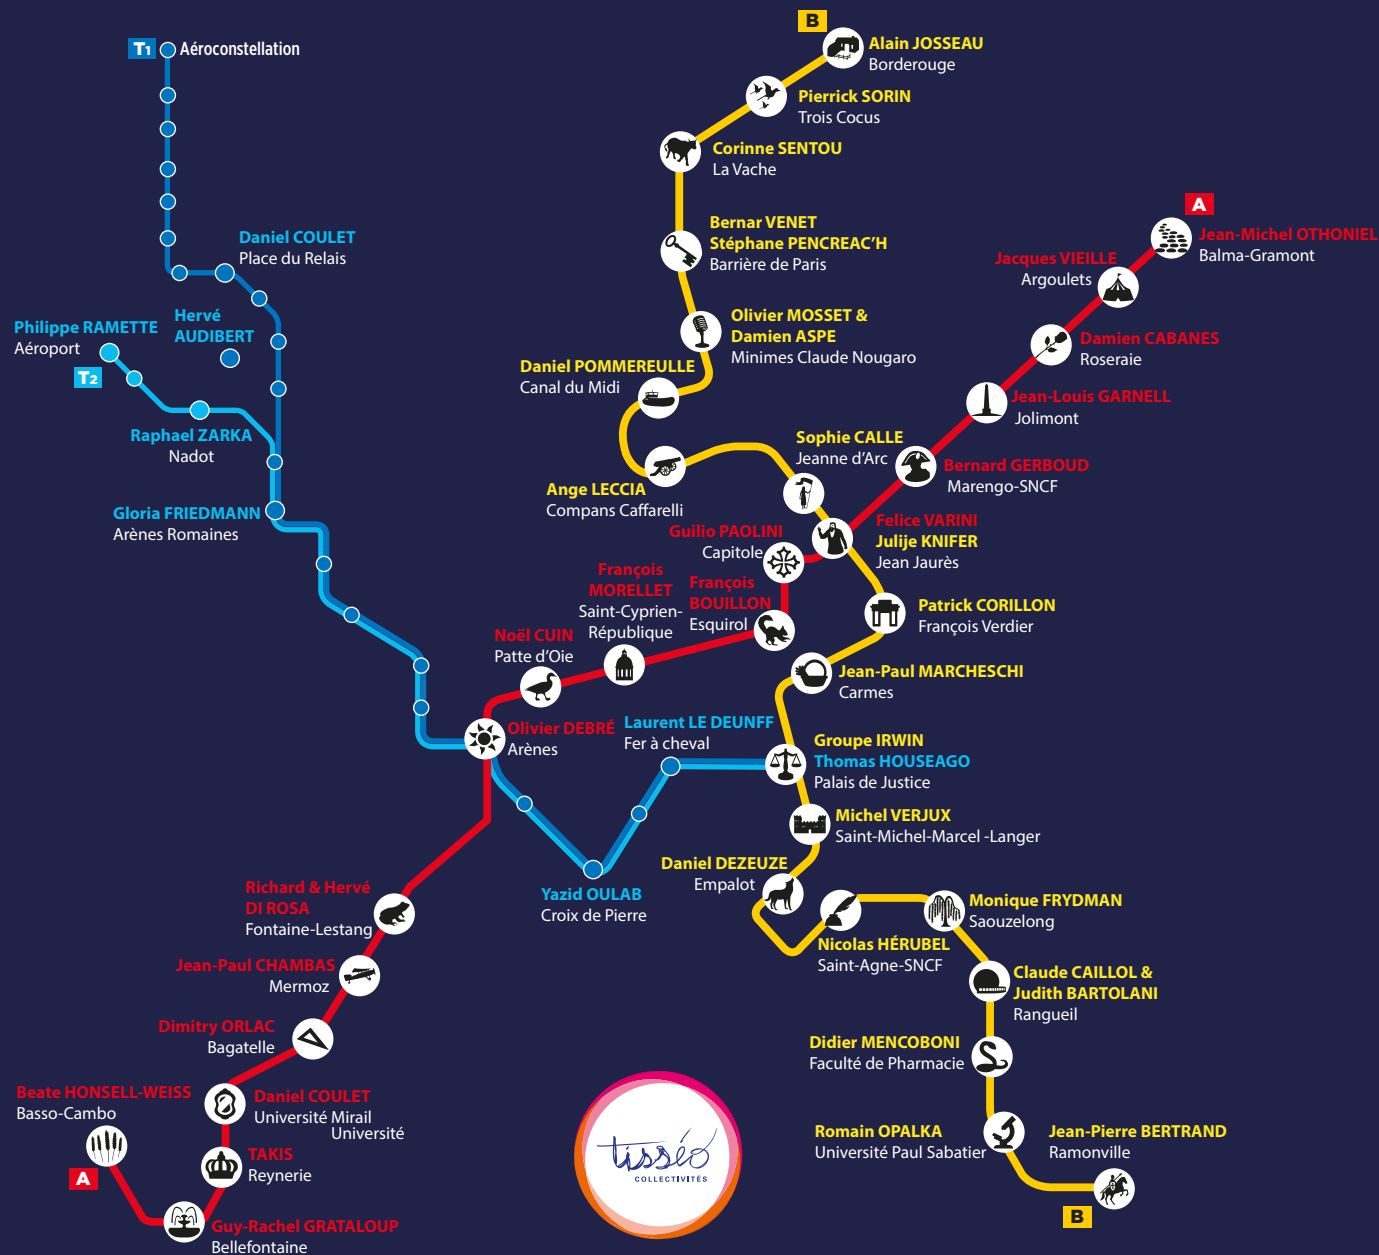 B
Alain JOSSEAU
Borderouge
T1
Aéroconstellation
Pierrick SORIN
Trois Cocus
Corinne SENTOU
La Vache
A
Bernar VENET
Stéphane PENCREAC'H
Barrière de Paris
Jean-Michel OTHONIEL
Balma-Gramont
Daniel COULET
Place du Relais
Jacques VIEILLE
Argoulets
Hervé
AUDIBERT
Philippe RAMETTE
Aéroport
T2
Olivier MOSSET &
Damien ASPE
Minimes Claude Nougaro
Damien CABANES
Roseraie
Daniel POMMEREULLE
Canal du Midi
Jean-Louis GARNELL
Jolimont
Raphael ZARKA
Nadot
Sophie CALLE
Jeanne d'Arc
Bernard GERBOUD
Marengo-SNCF
Ange LECCIA
Compans Caffarelli
Gloria FRIEDMANN
Arènes Romaines
Guilio PAOLINI
Capitole
Felice VARINI
Julije KNIFER
Jean Jaurès
François
MORELLET
Saint-Cyprien-
République
François
BOUILLON
Esquirol
Patrick CORILLON
François Verdier
Noël CUIN
Patte d'Oie
Jean-Paul MARCHESCHI
Carmes
Olivier DEBRÉ
Arènes
Laurent LE DEUNFF
Fer à cheval
Groupe IRWIN
Thomas HOUSEAGO
Palais de Justice
Michel VERJUX
Saint-Michel-Marcel -Langer
Daniel DEZEUZE
Empalot
Richard & Hervé
DI ROSA
Fontaine-Lestang
Yazid OULAB
Croix de Pierre
Monique FRYDMAN
Saouzelong
Nicolas HÉRUBEL
Saint-Agne-SNCF
Jean-Paul CHAMBAS
Mermoz
Claude CAILLOL &
Judith BARTOLANI
Rangueil
Dimitry ORLAC
Bagatelle
Didier MENCOBONI
Faculté de Pharmacie
Beate HONSELL-WEISS
Basso-Cambo
Daniel COULET
Université Mirail
Université
Romain OPALKA
Université Paul Sabatier
Jean-Pierre BERTRAND
Ramonville
TAKIS
Reynerie
A
tisséo
COLLECTIVITÉS
B
Guy-Rachel GRATALOUP
Bellefontaine